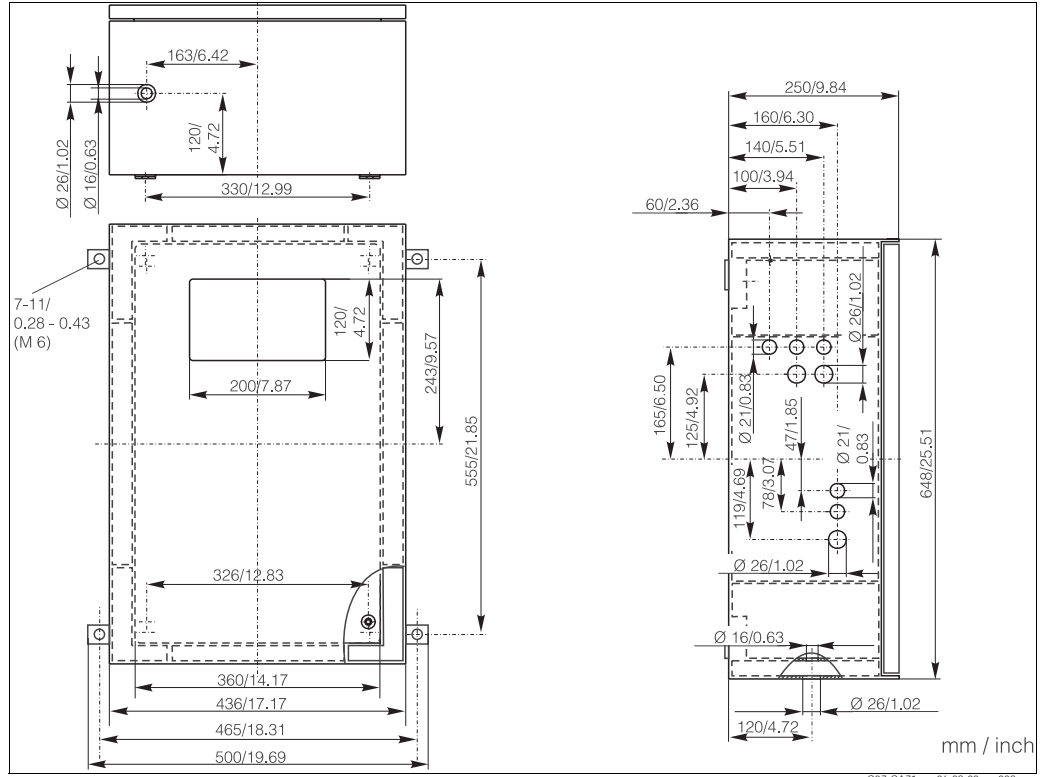 163/6.42
Ø 26/1.02
Ø 16/0.63
120/
4.72
330/12.99
7-11/
0.28 - 0.43
(M 6)
120/
4.72
200/7.87
243/9.57
555/21.85
326/12.83
360/14.17
436/17.17
465/18.31
500/19.69
250/9.84
160/6.30
140/5.51
100/3.94
60/2.36
Ø 26/1.02
165/6.50
125/4.92
Ø 21/0.83
47/1.85
Ø 21/
0.83
119/4.69
78/3.07
648/25.51
Ø 26/1.02
Ø 16/0.63
Ø 26/1.02
120/4.72
mm / inch